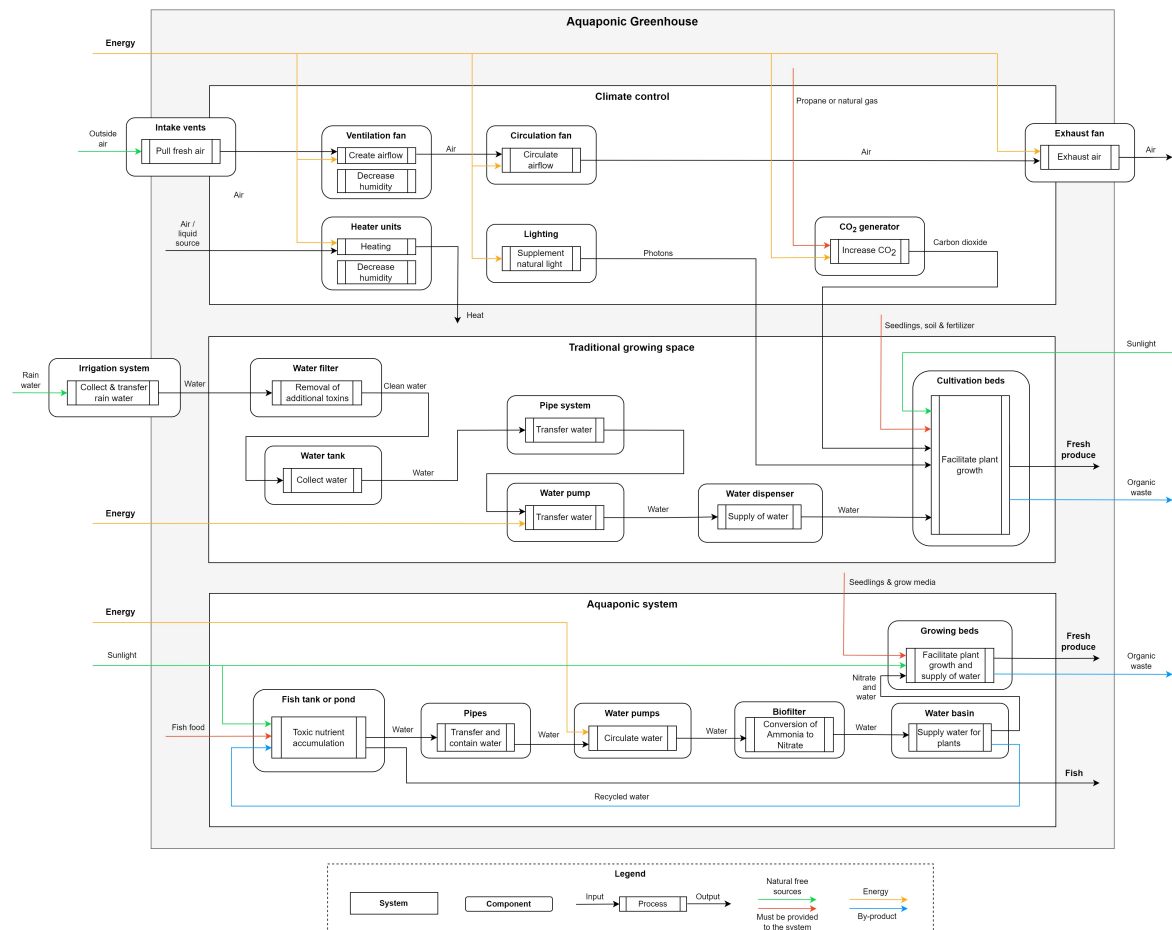 Aquaponic Greenhouse
Energy
Climate control
Propane or natural gas
Outside
air
Intake vents
Pull fresh air
Ventilation fan
Create airflow
Decrease
humidity
Air
Circulation fan
Circulate
airflow
Air
Exhaust fan
Exhaust air
Air
Air
Air /
liquid
source
Heater units
Heating
Decrease
humidity
Heat
Lighting
Supplement
natural light
Photons
CO2 generator
Increase CO2
Carbon dioxide
Seedlings, soil & fertilizer
Sunlight
Traditional growing space
Rain
water
Irrigation system
Collect & transfer
rain water
Water
Water filter
Removal of
additional toxins
Clean water
Water tank
Collect water
Water
Pipe system
Transfer water
Energy
Water pump
Transfer water
Water
Water dispenser
Supply of water
Water
Cultivation beds
Facilitate plant
growth
Fresh
produce
Organic
waste
Seedlings & grow media
Aquaponic system
Energy
Sunlight
Fish food
Fish tank or pond
Toxic nutrient
accumulation
Water
Pipes
Transfer and
contain water
Water
Water pumps
Circulate water
Water
Biofilter
Conversion of
Ammonia to
Nitrate
Water
Water basin
Supply water for
plants
Nitrate
and
water
Growing beds
Facilitate plant
growth and
supply of water
Fresh
produce
Organic
waste
Fish
Recycled water
Legend
System
Component
Input
Process
Output
Natural free
sources
Must be provided
to the system
Energy
By-product